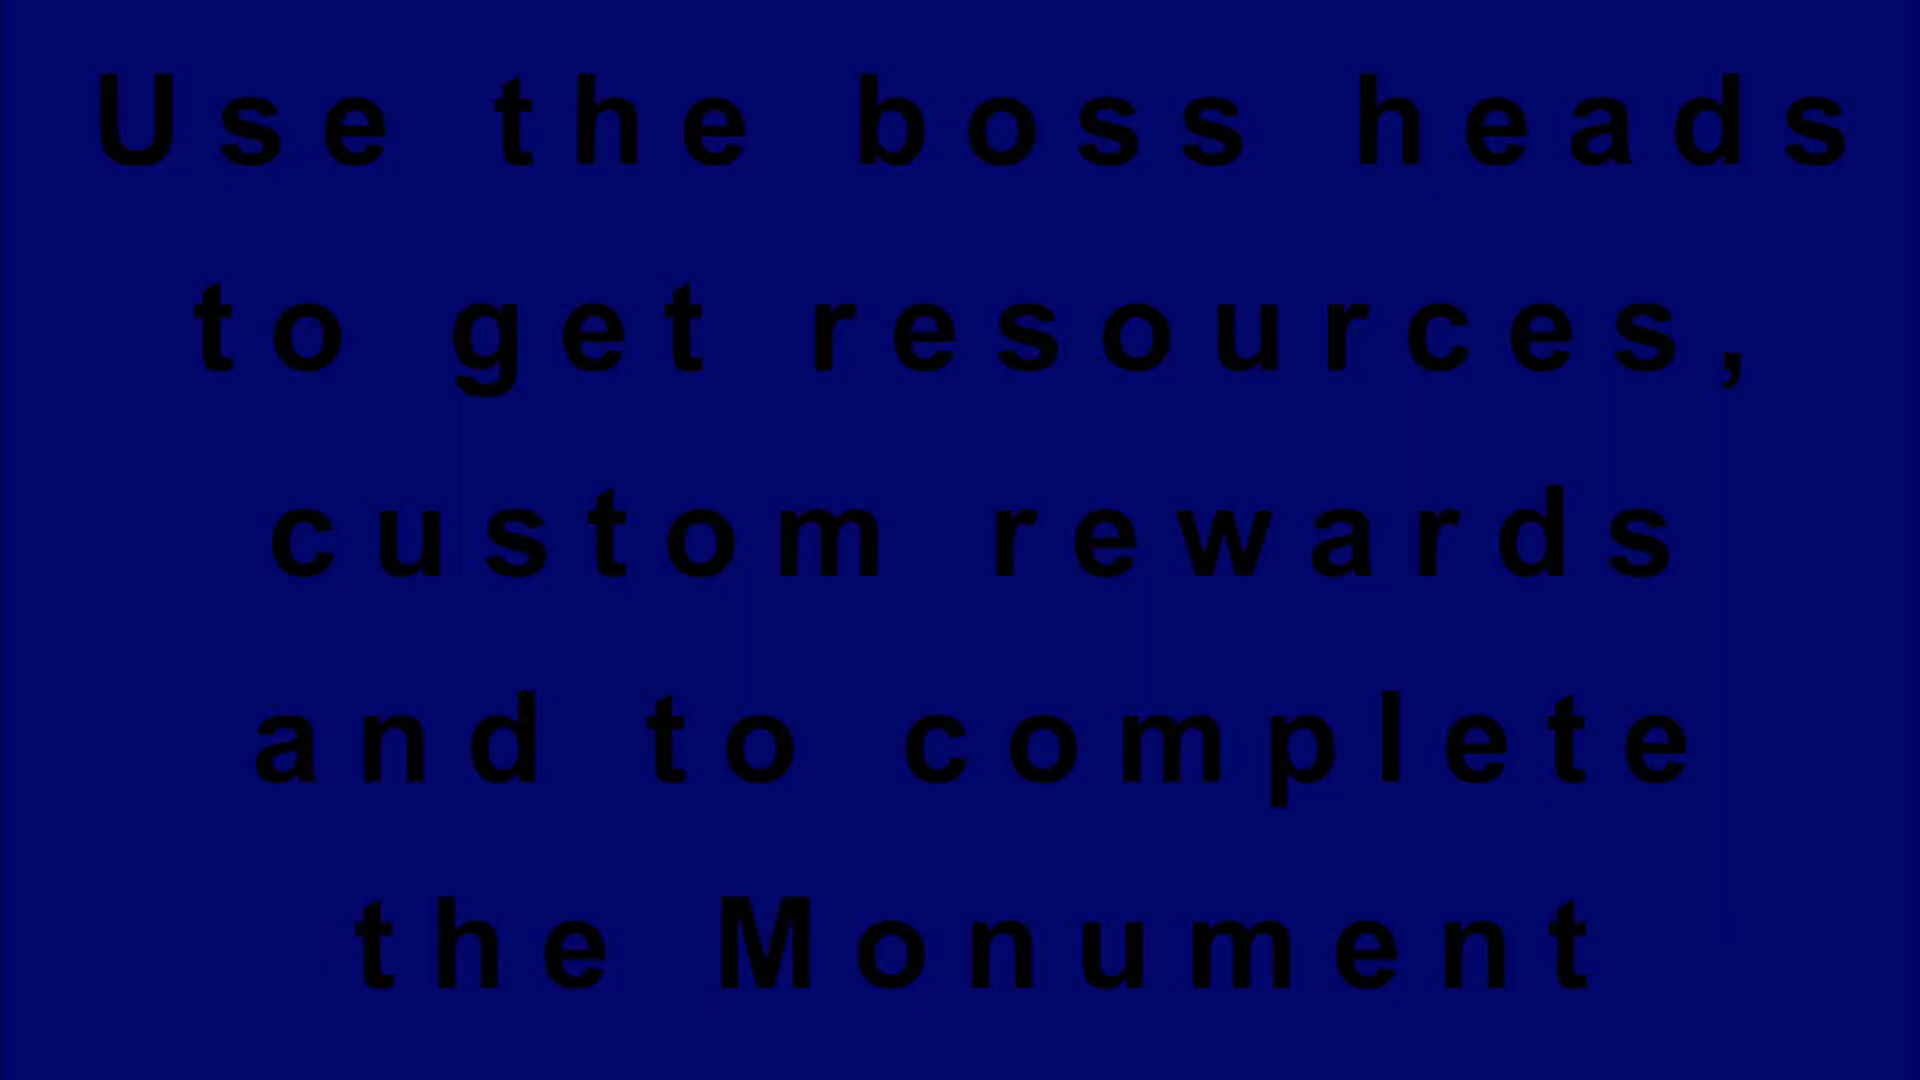 Use the boss heads
to get resources,
custom rewards
and to complete
the Monument